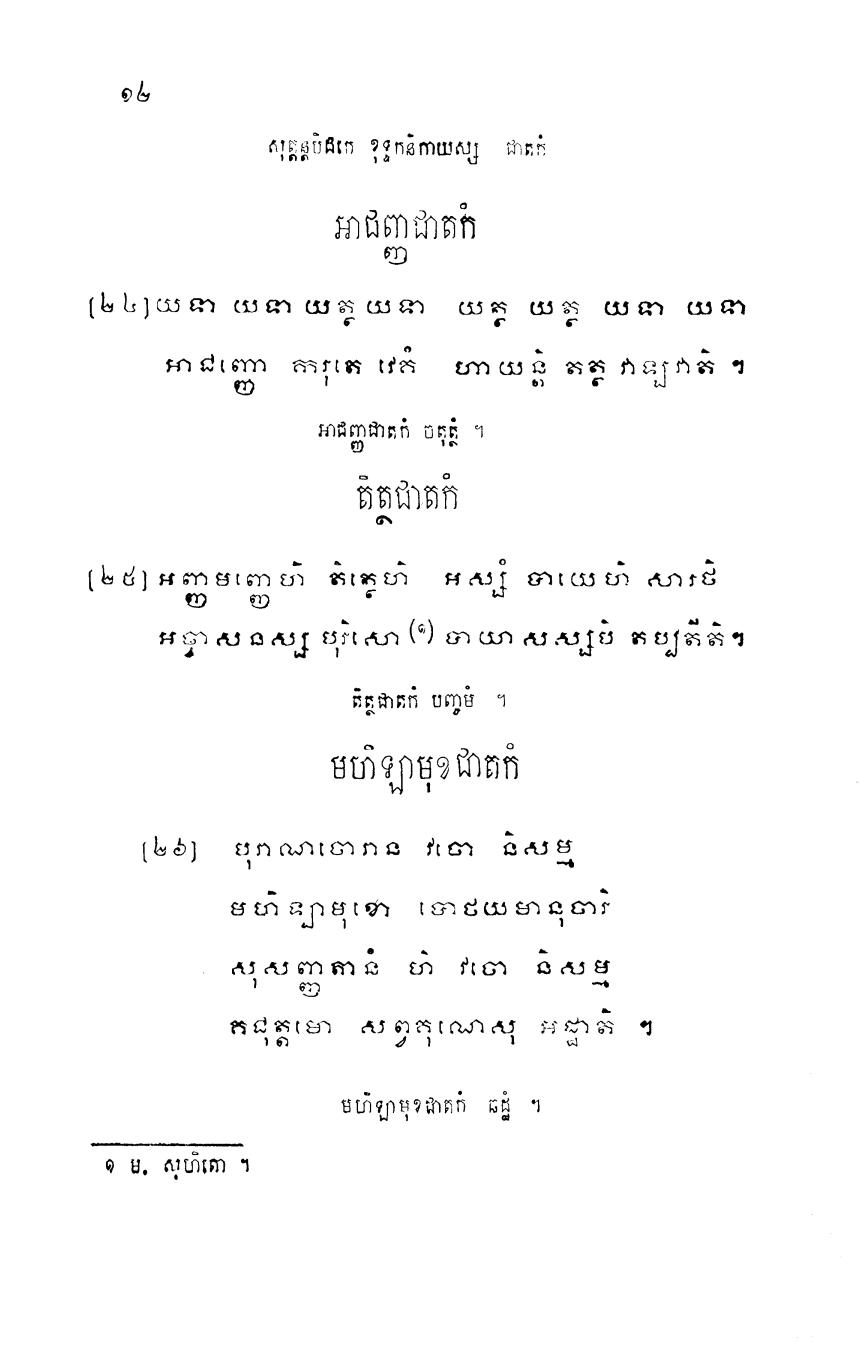 ១៤
សុត្តន្តបិដកេ ខុទ្ទកនិកាយស្ស ជាតកំ
អាជញ្ញជាតកំ
[២៤] យទា យទា យត្ថ យទា យត្ថ យត្ថ យទា យទា
អាជញ្ញោ ការុតេ វេគំ ហាយន្តិ តត្ថ វាឡវាតិ ។
អាជញ្ញជាតកំ ចតុត្ថំ ។
តិត្ថជាតកំ
[២៥] អញ្ញមញ្ញេហិ តិត្ថេហិ អស្សំ បាយេហិ សារថិ
អច្ចាសនស្ស បុរិសោ (១) បាយាសស្សបិ តប្បតីតិ។
តិត្ថជាតកំ បញ្ចមំ ។
មហិឡាមុខជាតកំ
[២៦] បុរាណចោរាន វចោ និសម្ម
មហិឡាមុខោ បោថយមានុចារិ
សុសញ្ញតានំ ហិ វចោ និសម្ម
គជុត្តមោ សព្វគុណេសុ អដ្ឋាតិ ។
មហិឡាមុខជាតកំ ឆដ្ឋំ ។
១ ម. សុហិតោ ។